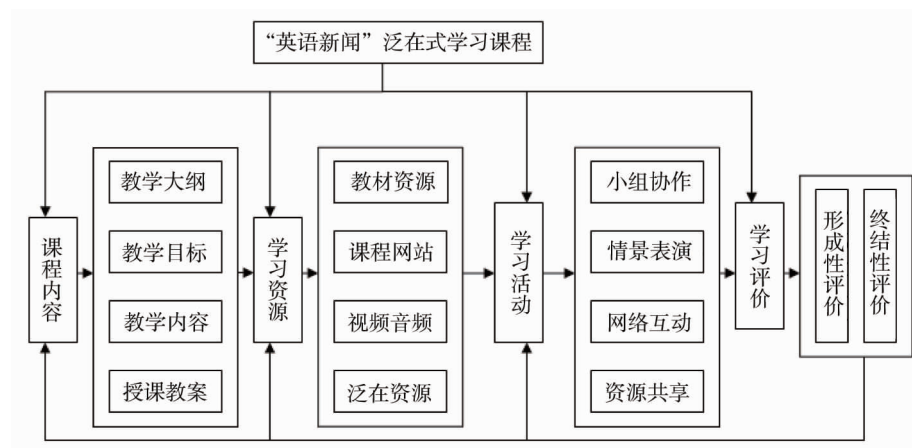 “英语新闻”泛在式学习课程
课程内容
教学大纲
教学目标
教学内容
授课教案
学习资源
教材资源
课程网站
视频音频
泛在资源
学习活动
小组协作
情景表演
网络互动
资源共享
学习评价
形成性评价
终结性评价